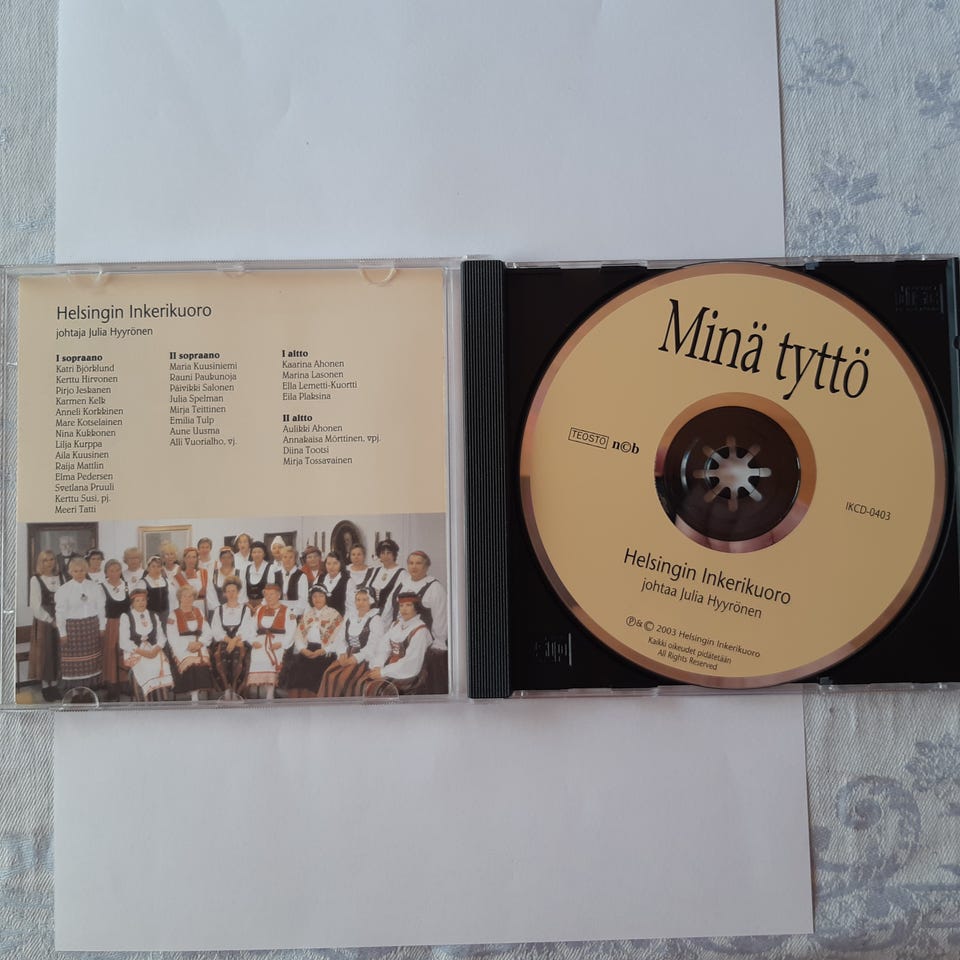 Helsingin Inkerikuoro
johtaja Julia Hyyrönen
I sopraano
Katri Björklund
Kerttu Hirvonen
Pirjo Jeskanen
Karmen Kelk
Anneli Korkkinen
Mare Kotselainen
Nina Kukkonen
Lilja Kurppa
Aila Kuusinen
Raija Mattlin
Elma Pedersen
Svetlana Pruuli
Kerttu Susi, pj.
Meeri Tatti
II sopraano
Maria Kuusiniemi
Rauni Paukunoja
Päivikki Salonen
Julia Spelman
Mirja Teittinen
Emilia Tulp
Aune Uusma
Alli Vuorialho, vj.
I altto
Kaarina Ahonen
Marina Lasonen
Ella Lemetti-Kuortti
Eila Plaksina
II altto
Aulikki Ahonen
Annakaisa Mörttinen, vpj.
Diina Tootsi
Mirja Tossavainen
Minä tyttö
TEOSTO n©b
IKCD-0403
Helsingin Inkerikuoro
johtaa Julia Hyyrönen
℗&© 2003 Helsingin Inkerikuoro
Kaikki oikeudet pidätetään
All Rights Reserved